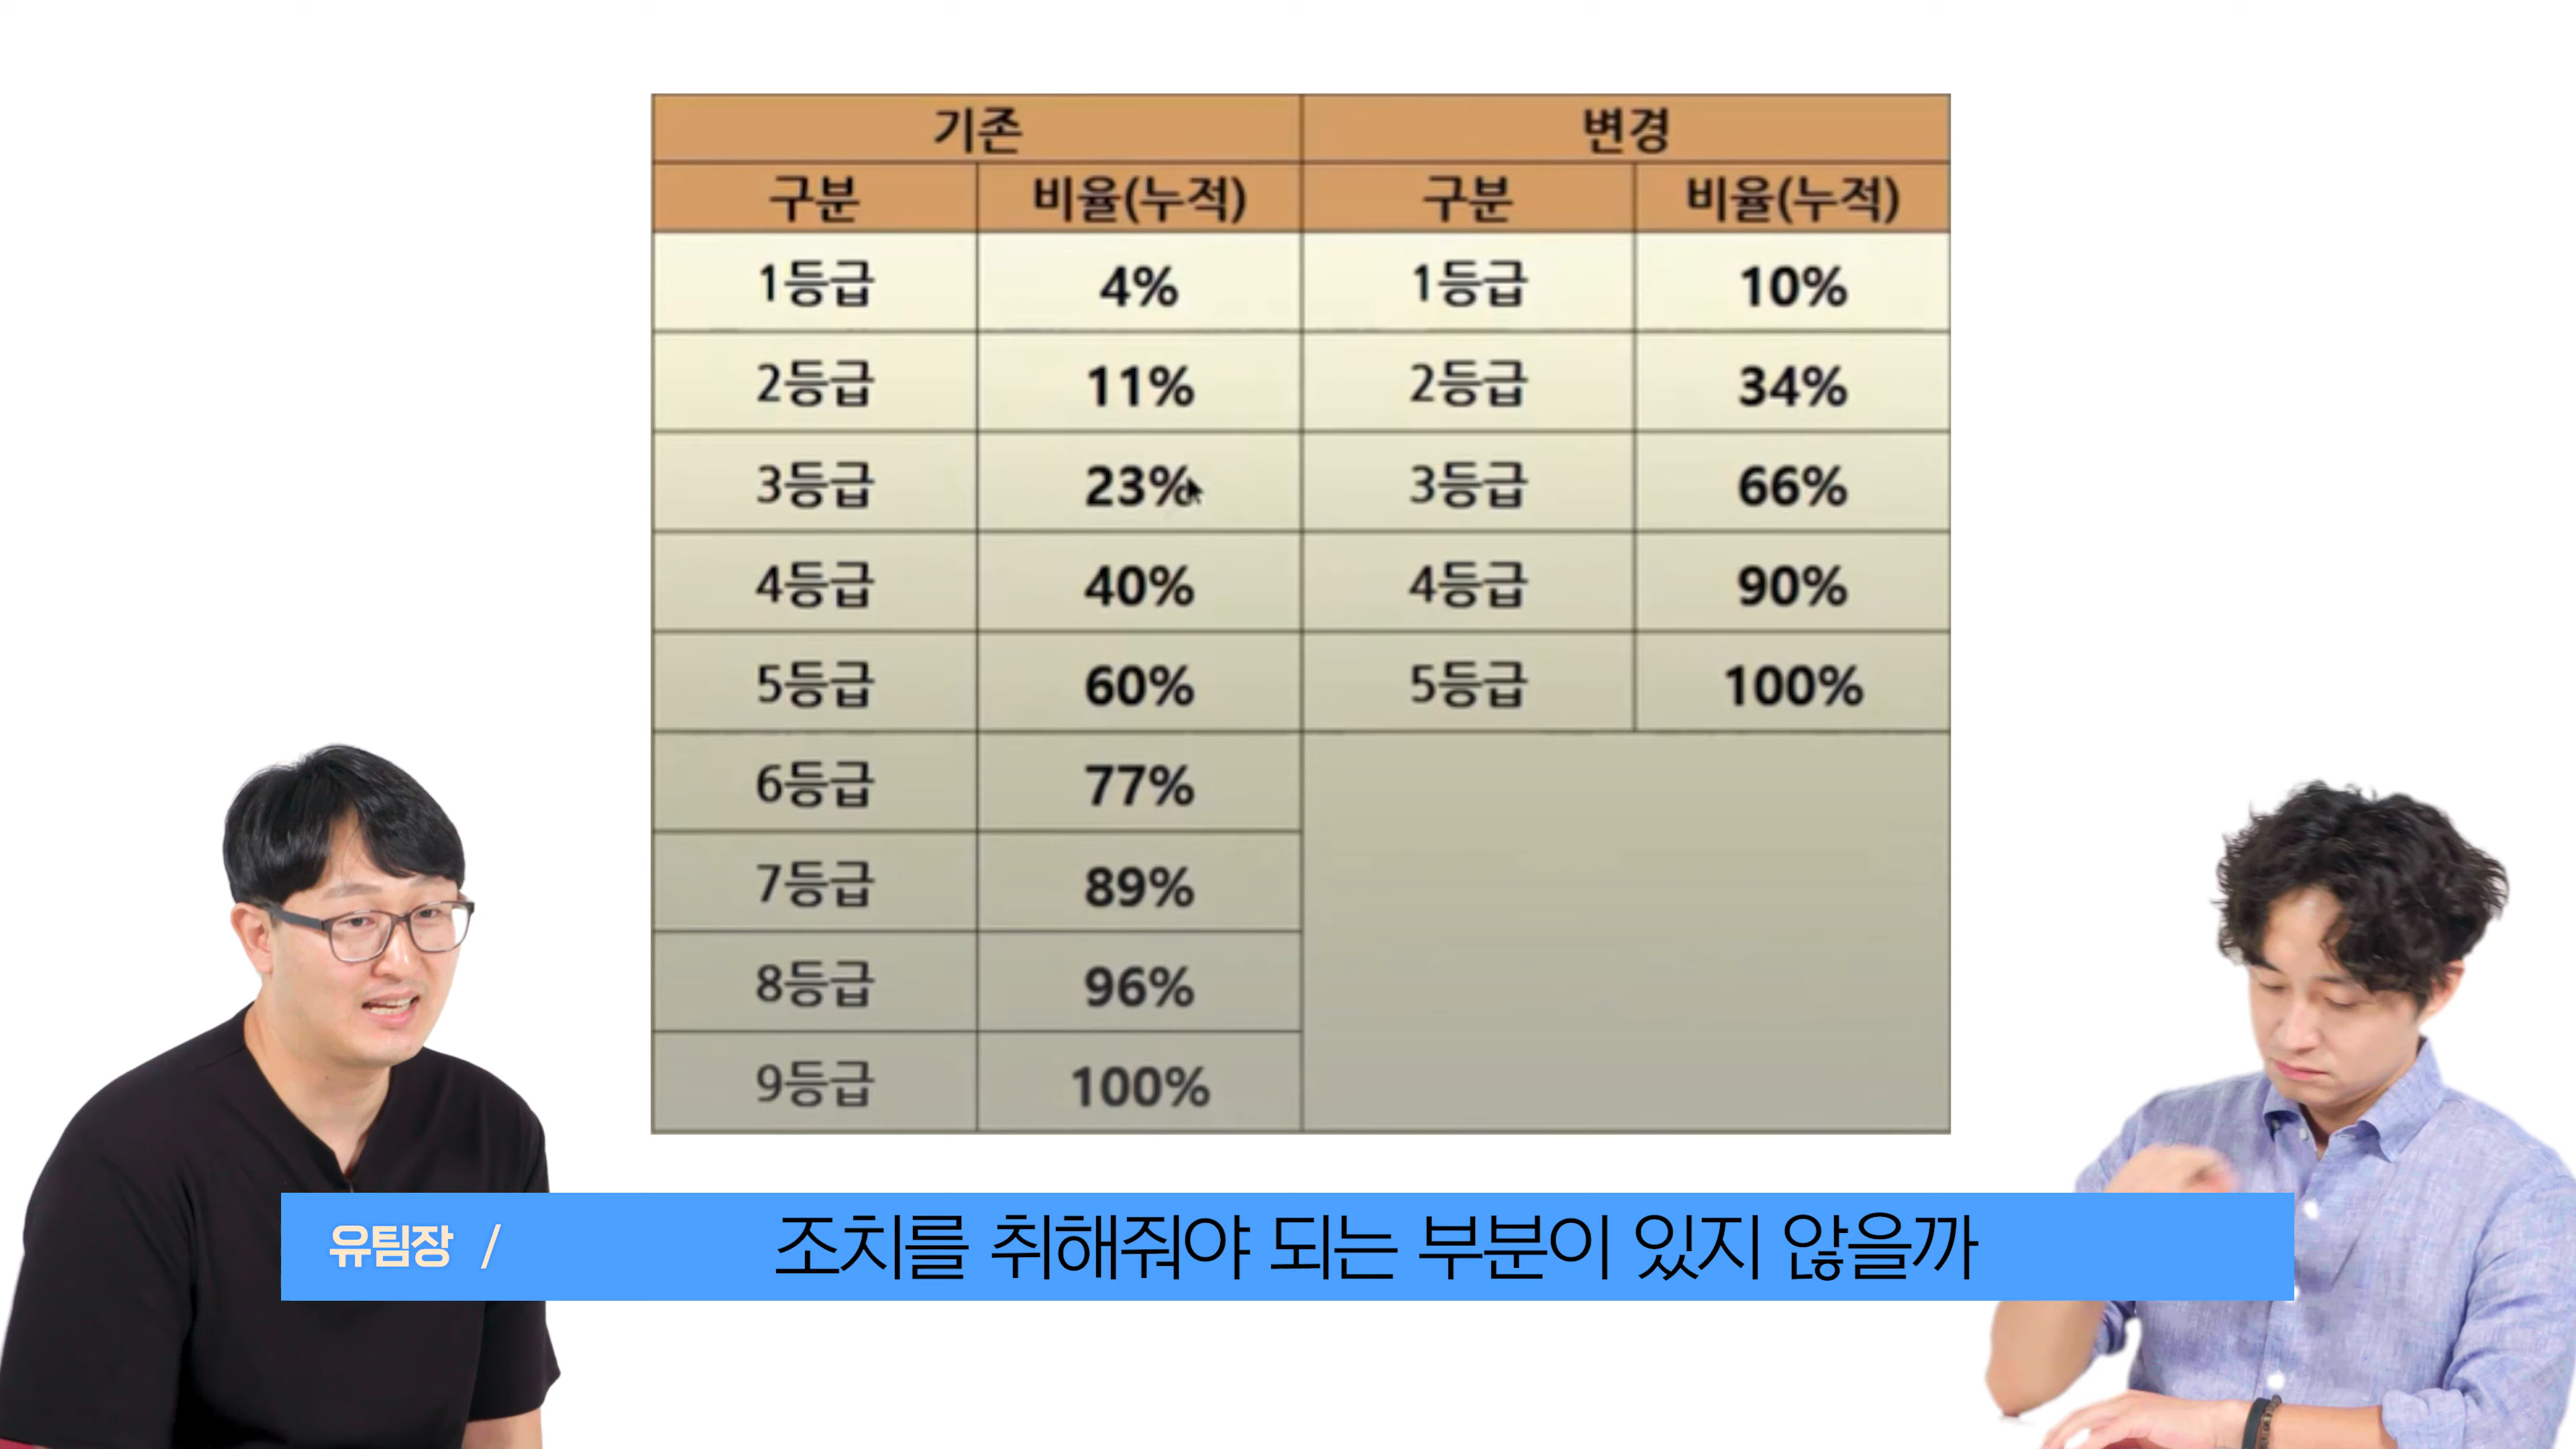 기존 변경
구분 비율(누적) 구분 비율(누적)
1등급 4% 1등급 10%
2등급 11% 2등급 34%
3등급 23% 3등급 66%
4등급 40% 4등급 90%
5등급 60% 5등급 100%
6등급 77%
7등급 89%
8등급 96%
9등급 100%
유팀장 / 조치를 취해줘야 되는 부분이 있지 않을까